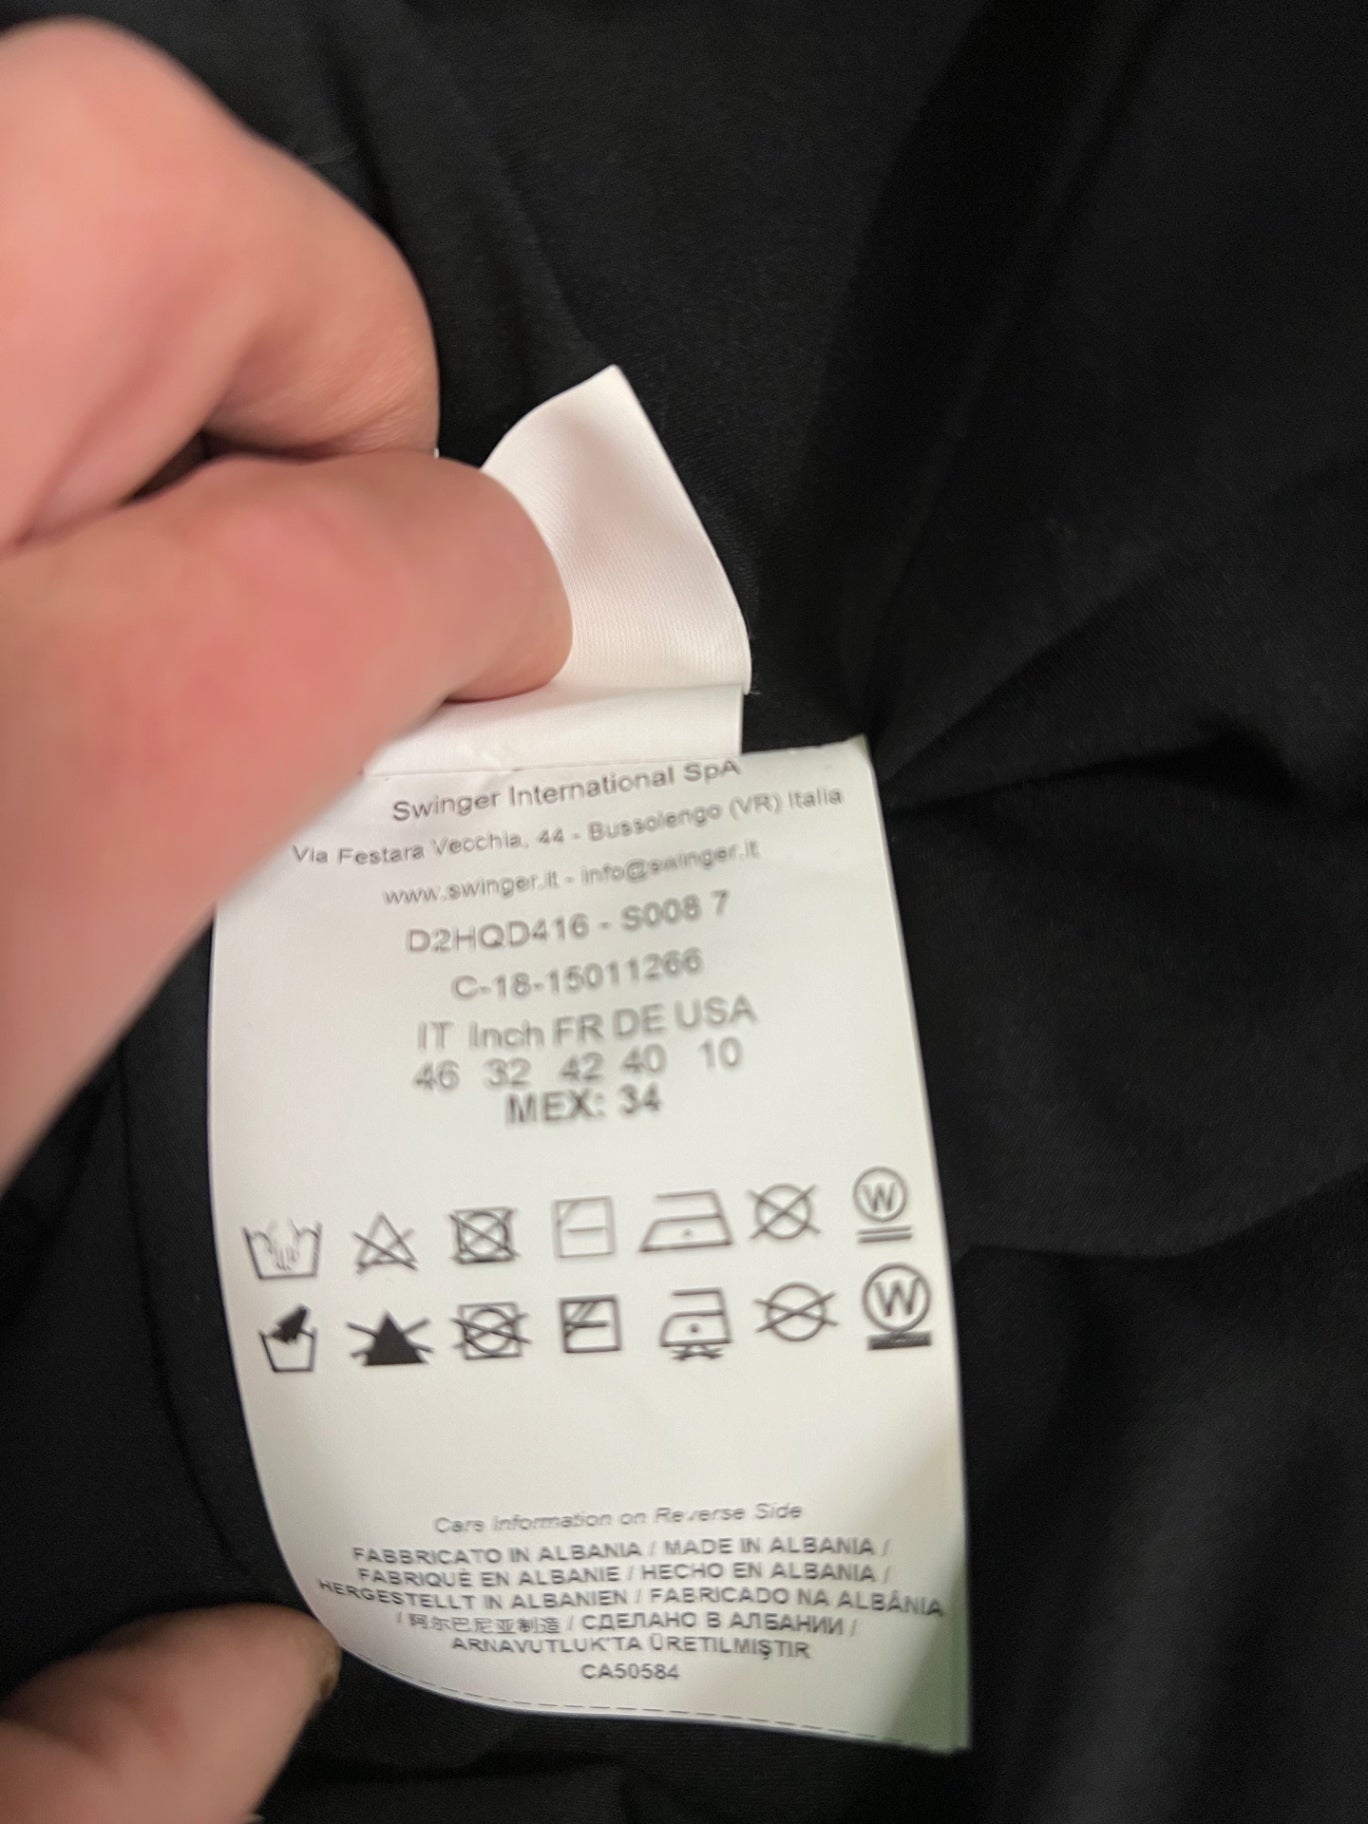 Swinger International SpA
Via Festara Vecchia, 44 - Bussolengo (VR) Italia
www.swinger.it - info@swinger.it
D2HQD416 - S008 7
C-18-15011266
IT Inch FR DE USA
46 32 42 40 10
MEX: 34
W
W
Care Information on Reverse Side
FABBRICATO IN ALBANIA / MADE IN ALBANIA /
FABRIQUÉ EN ALBANIE / HECHO EN ALBANIA /
HERGESTELLT IN ALBANIEN / FABRICADO NA ALBÂNIA
/ 阿尔巴尼亚制造 / СДЕЛАНО В АЛБАНИИ /
ARNAVUTLUK'TA ÜRETILMIŞTIR
CA50584